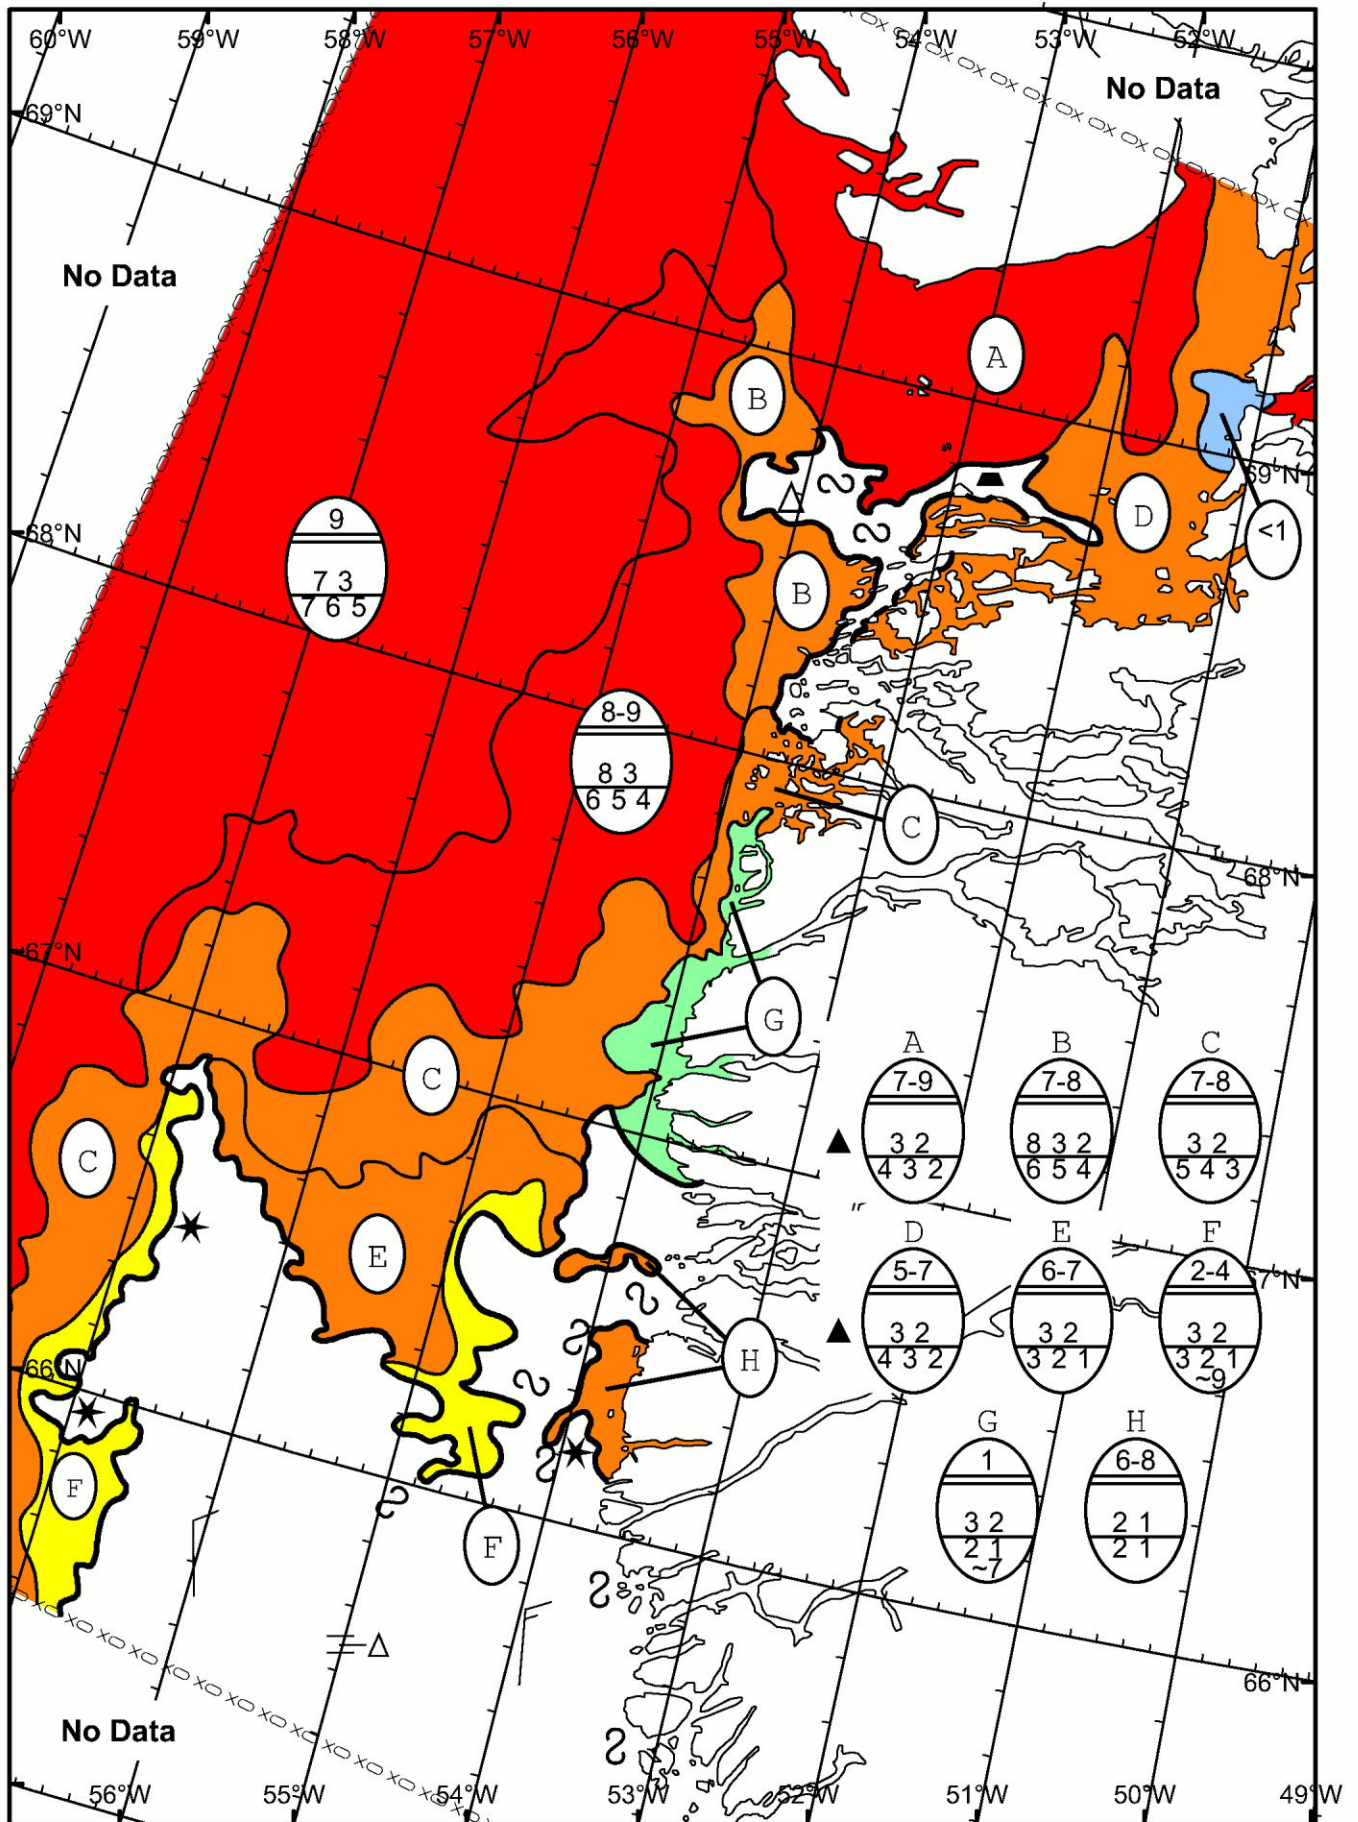 60°W 59°W 58°W 57°W 56°W 55°W 54°W 53°W 52°W
No Data
69°N
No Data
A
B
69°N
D
<1
68°N
9
7 3
7 6 5
B
8-9
8 3
6 5 4
C
68°N
67°N
G
C
C
A B C
7-9 7-8 7-8
3 2 8 3 2 3 2
4 3 2 6 5 4 5 4 3
E
D E F
5-7 6-7 2-4
67°N
3 2 3 2 3 2
4 3 2 3 2 1 3 2 1
~9
H
66°N
G H
1 6-8
F
3 2 2 1
2 1 2 1
~7
F
66°N
No Data
56°W 55°W 54°W 53°W 52°W 51°W 50°W 49°W